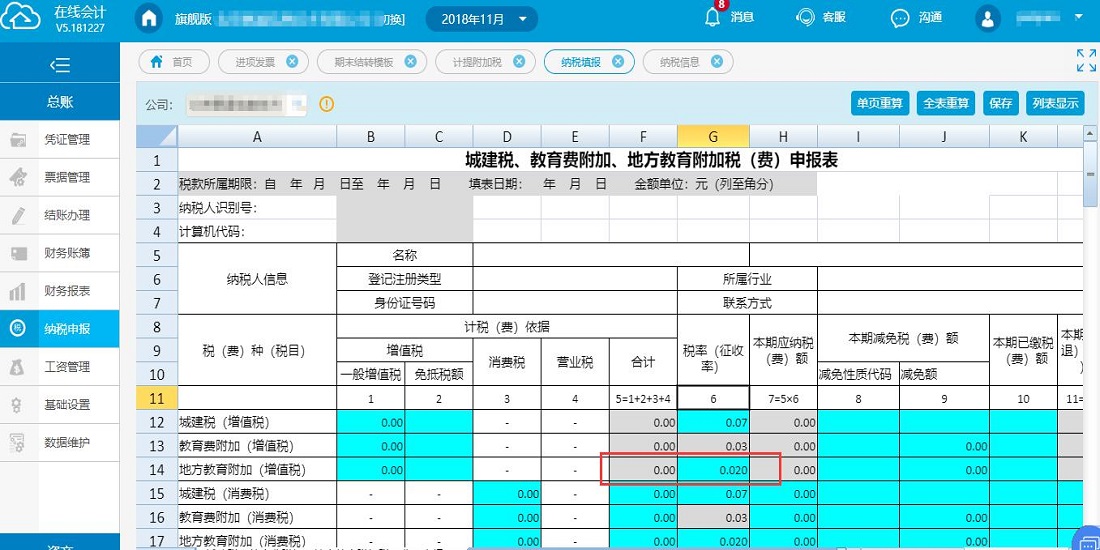 在线会计
V5.181227
旗舰版 切换]
2018年11月
8
消息
客服
沟通
首页
进项发票
期末结转模板
计提附加税
纳税填报
纳税信息
总账
凭证管理
票据管理
结账办理
财务账簿
财务报表
纳税申报
工资管理
基础设置
数据维护
公司:
单页重算
全表重算
保存
列表显示
A B C D E F G H I J K
1 城建税、教育费附加、地方教育附加税（费）申报表
2 税款所属期限：自 年 月 日至 年 月 日 填表日期： 年 月 日 金额单位：元（列至角分）
3 纳税人识别号：
4 计算机代码：
5 名称
6 纳税人信息 登记注册类型 所属行业
7 身份证号码 联系方式
8 计税（费）依据
税（费）种（税目） 税率（征收率） 本期应纳税（费）额 本期减免税（费）额 本期已缴税（费）额
9 增值税 消费税 营业税 合计
10 一般增值税 免抵税额 减免性质代码 减免额
11 1 2 3 4 5=1+2+3+4 6 7=5×6 8 9 10 11=
12 城建税（增值税） 0.00 - - 0.00 0.07 0.00
13 教育费附加（增值税） 0.00 - - 0.00 0.03 0.00 0.00
14 地方教育附加（增值税） 0.00 - - 0.00 0.020 0.00 0.00
15 城建税（消费税） - - 0.00 - 0.00 0.07 0.00
16 教育费附加（消费税） - - 0.00 - 0.00 0.03 0.00 0.00
17 地方教育附加（消费税） - - 0.00 - 0.00 0.020 0.00 0.00